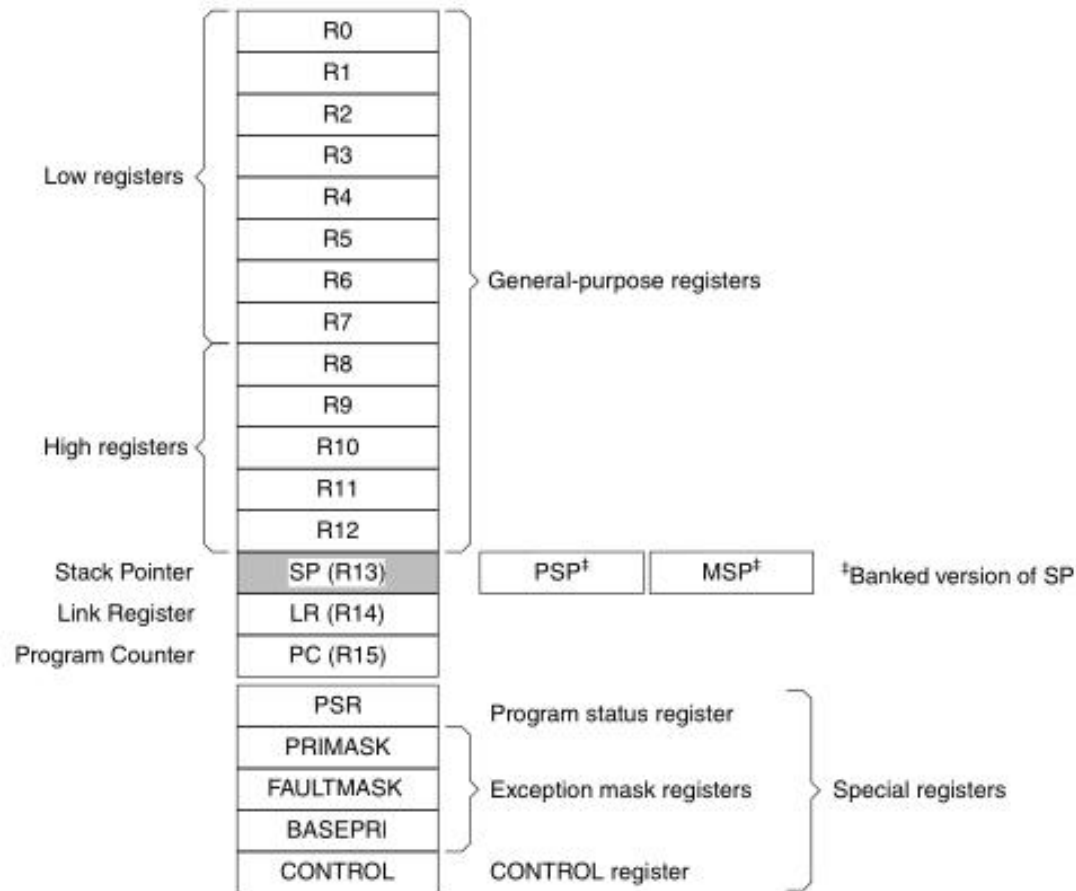 R0
R1
R2
R3
Low registers
R4
R5
R6
General-purpose registers
R7
R8
R9
High registers
R10
R11
R12
Stack Pointer SP (R13) PSP‡ MSP‡ ‡Banked version of SP
Link Register LR (R14)
Program Counter PC (R15)
PSR Program status register
PRIMASK
FAULTMASK Exception mask registers Special registers
BASEPRI
CONTROL CONTROL register